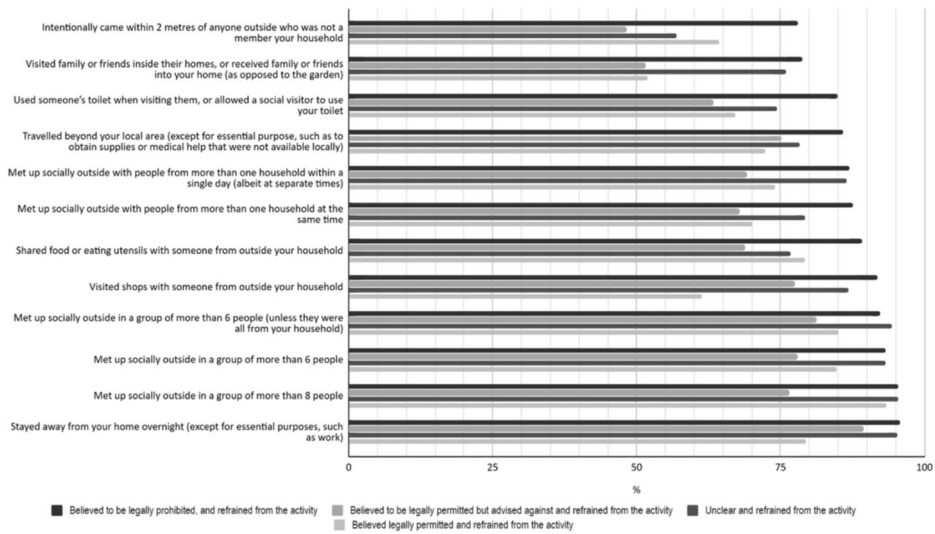 Intentionally came within 2 metres of anyone outside who was not a
member your household
Visited family or friends inside their homes, or received family or friends
into your home (as opposed to the garden)
Used someone's toilet when visiting them, or allowed a social visitor to use
your toilet
Travelled beyond your local area (except for essential purpose, such as to
obtain supplies or medical help that were not available locally)
Met up socially outside with people from more than one household within a
single day (albeit at separate times)
Met up socially outside with people from more than one household at the
same time
Shared food or eating utensils with someone from outside your household
Visited shops with someone from outside your household
Met up socially outside in a group of more than 6 people (unless they were
all from your household)
Met up socially outside in a group of more than 6 people
Met up socially outside in a group of more than 8 people
Stayed away from your home overnight (except for essential purposes, such
as work)
0 25 50 75 100
%
Believed to be legally prohibited, and refrained from the activity Believed to be legally permitted but advised against and refrained from the activity Unclear and refrained from the activity
Believed legally permitted and refrained from the activity